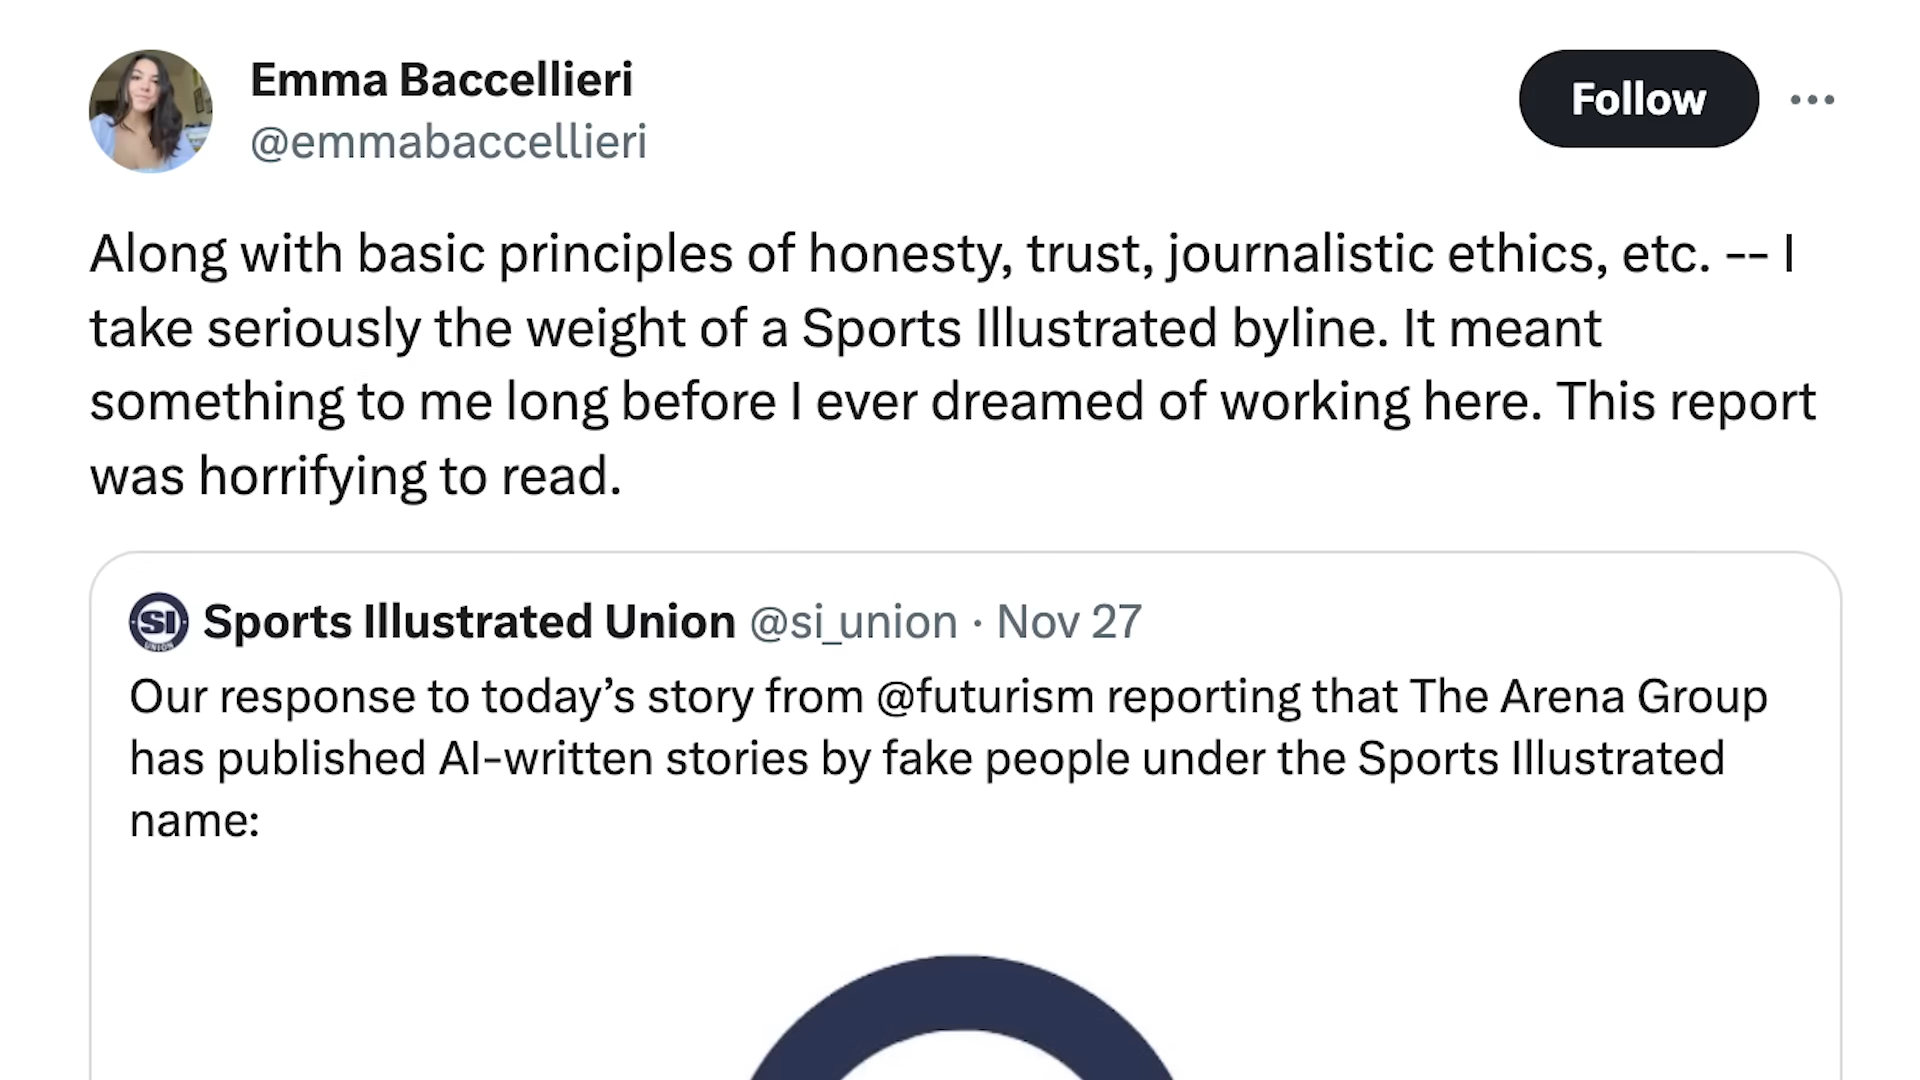 Emma Baccellieri
@emmabaccellieri
Follow
Along with basic principles of honesty, trust, journalistic ethics, etc. -- I
take seriously the weight of a Sports Illustrated byline. It meant
something to me long before I ever dreamed of working here. This report
was horrifying to read.
SI
UNION
Sports Illustrated Union @si_union · Nov 27
Our response to today’s story from @futurism reporting that The Arena Group
has published AI-written stories by fake people under the Sports Illustrated
name: